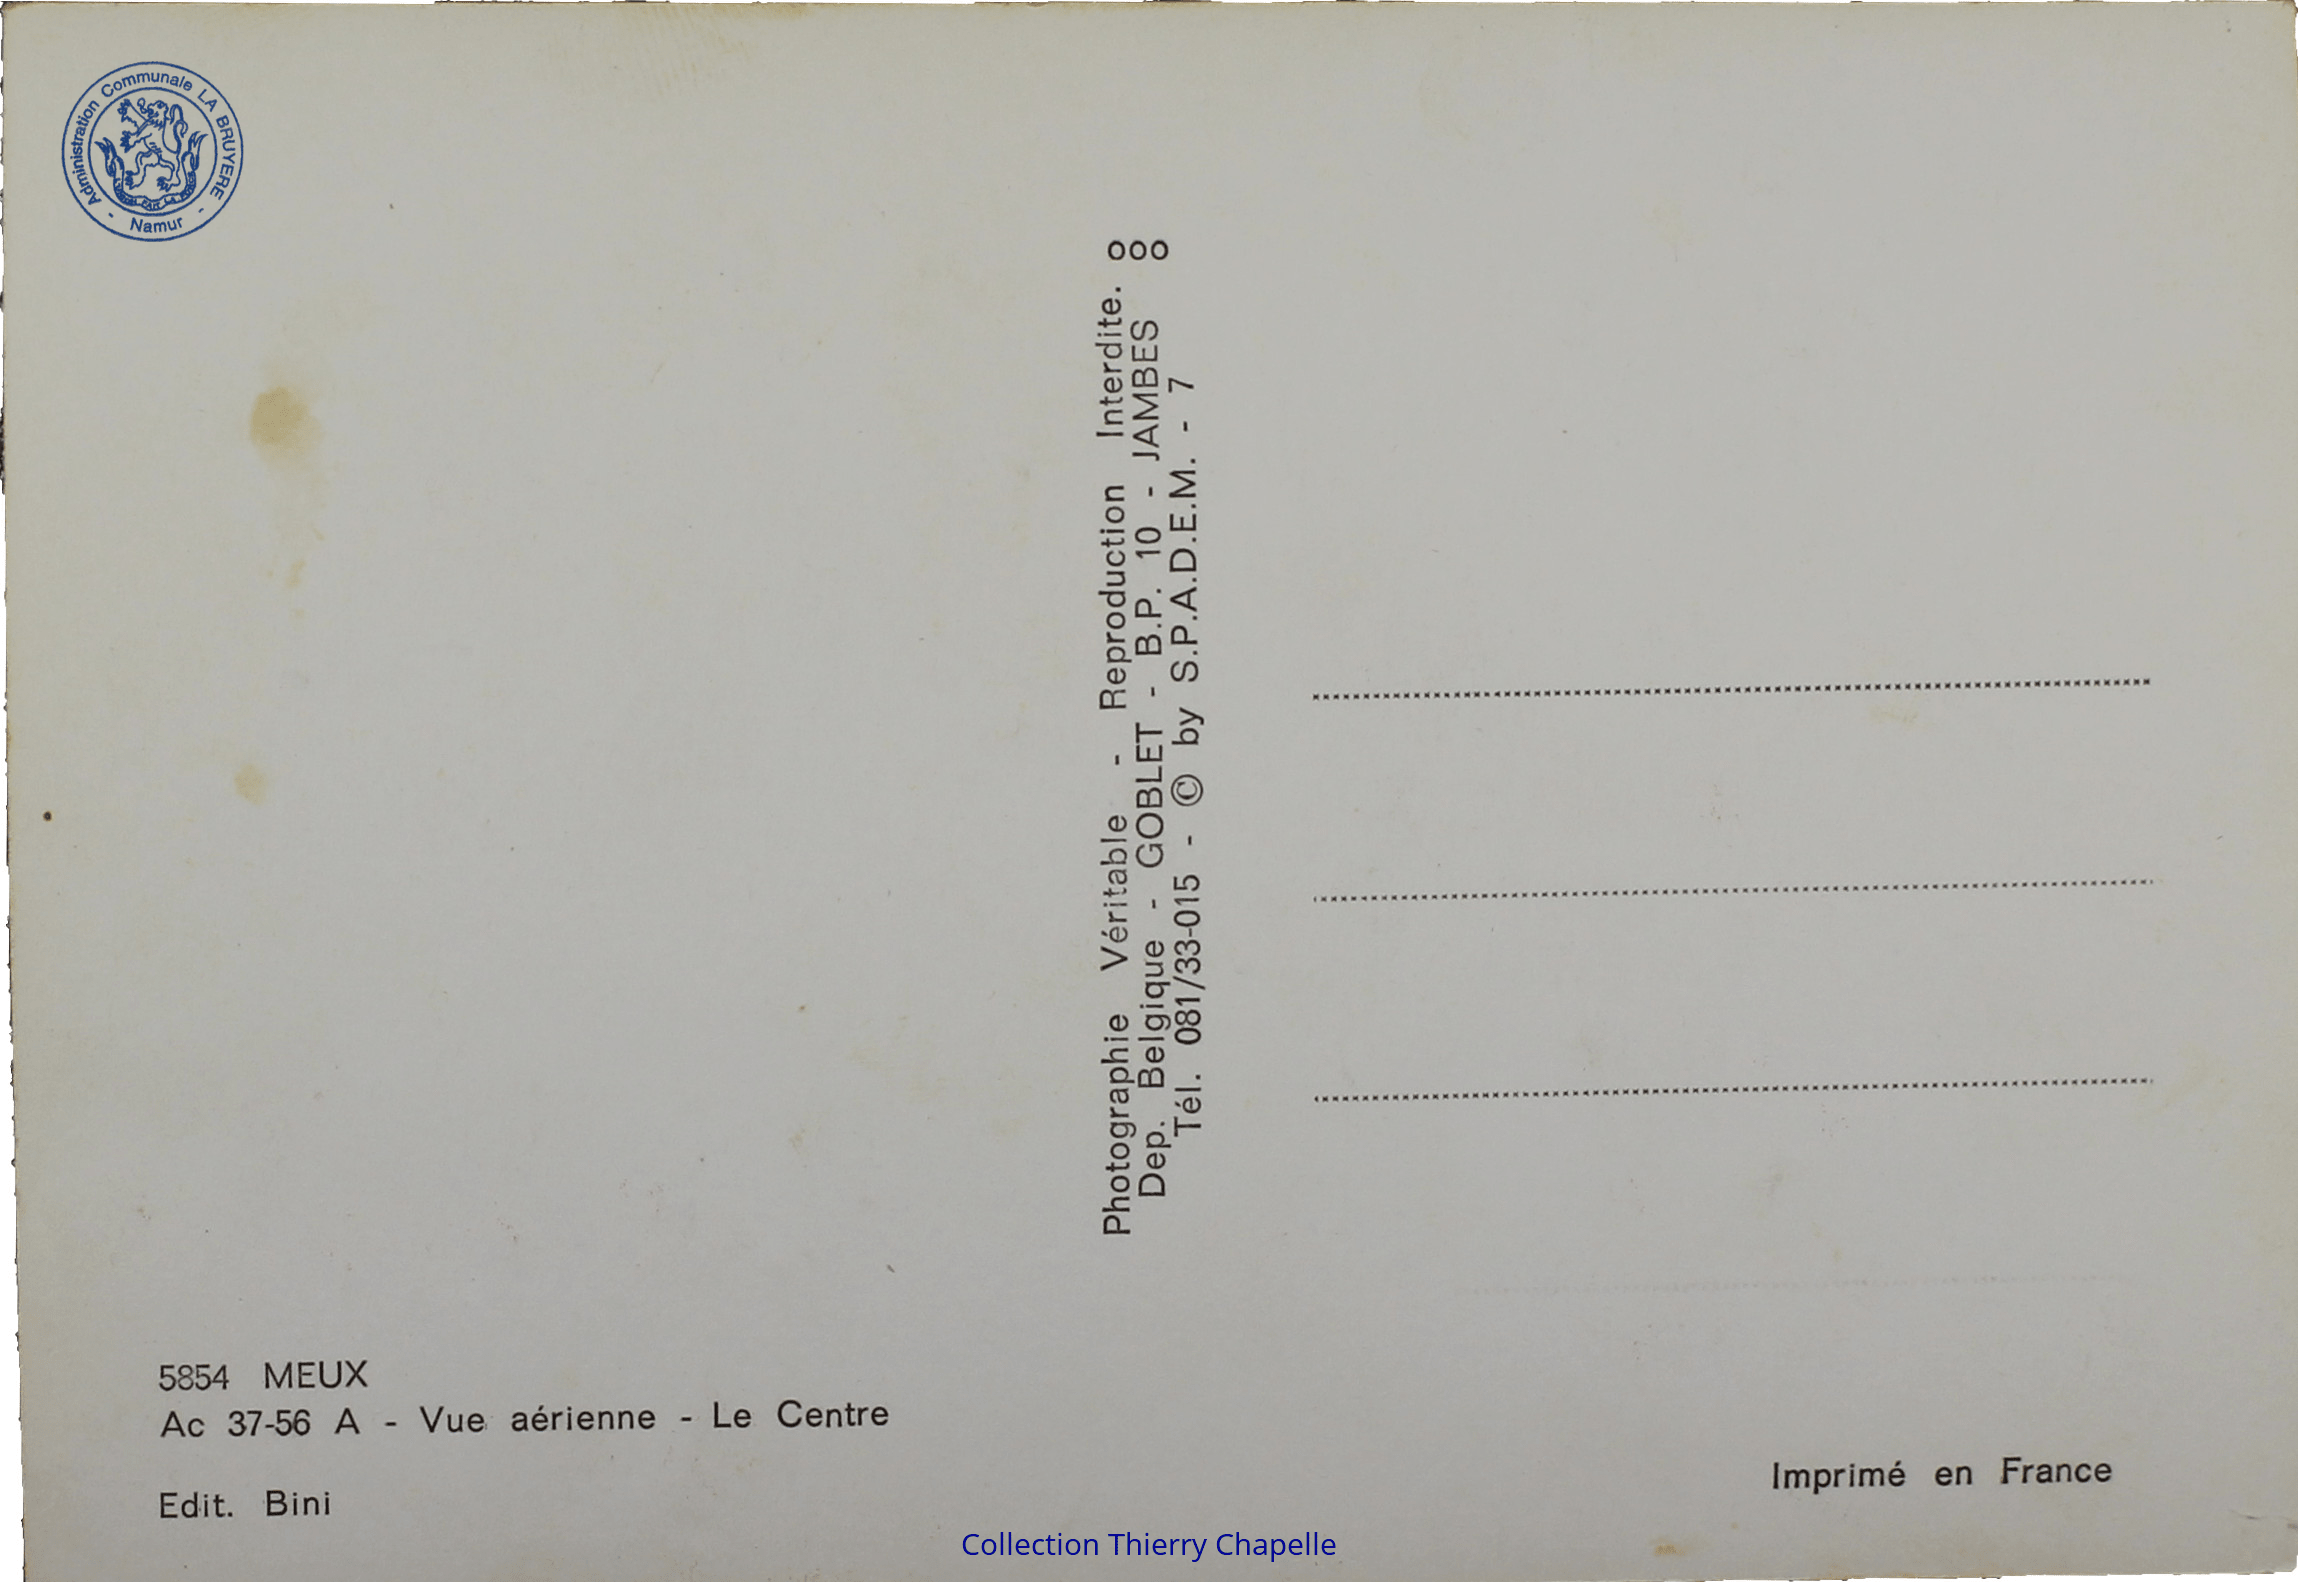 Administration Communale LA BRUYERE
- Namur -
Photographie Véritable - Reproduction Interdite.
Dep. Belgique - GOBLET - B.P. 10 - JAMBES
Tél. 081/33-015 - © by S.P.A.D.E.M. - 7
5854 MEUX
Ac 37-56 A - Vue aérienne - Le Centre
Edit. Bini
Imprimé en France
Collection Thierry Chapelle